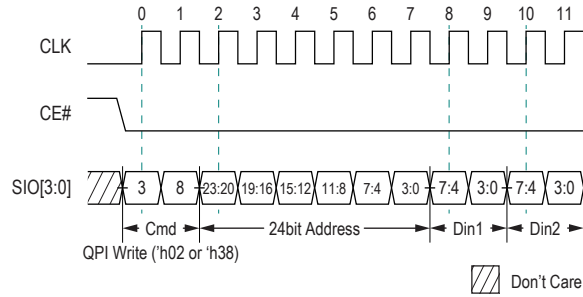 0 1 2 3 4 5 6 7 8 9 10 11
CLK
CE#
SIO[3:0] 3 8 23:20 19:16 15:12 11:8 7:4 3:0 7:4 3:0 7:4 3:0
Cmd 24bit Address Din1 Din2
QPI Write ('h02 or ‘h38)
Don't Care